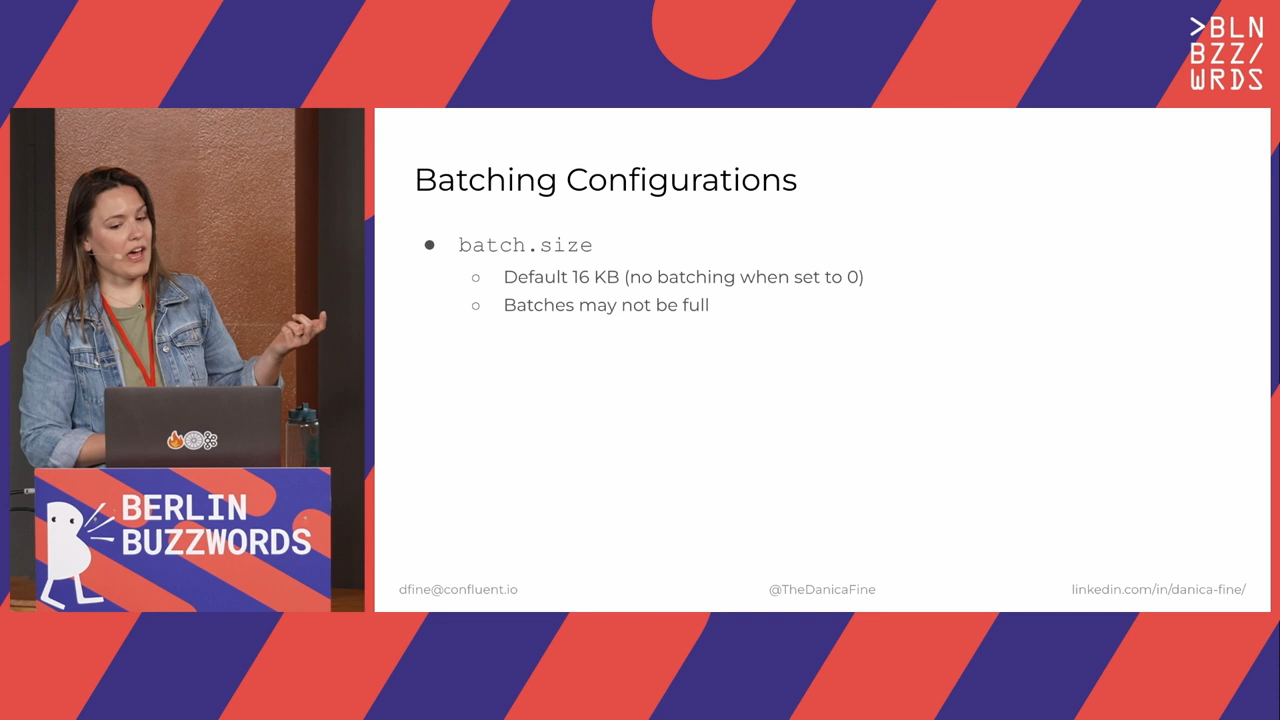 >BLN
BZZ/
WRDS
Batching Configurations
● batch.size
○ Default 16 KB (no batching when set to 0)
○ Batches may not be full
BERLIN
BUZZWORDS
dfine@confluent.io
@TheDanicaFine
linkedin.com/in/danica-fine/